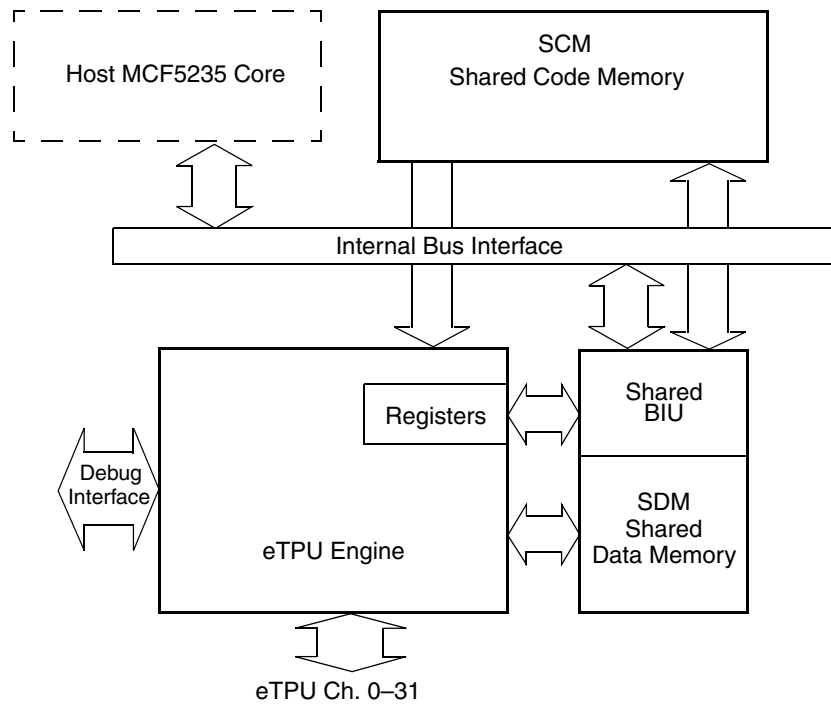 Host MCF5235 Core
SCM
Shared Code Memory
Internal Bus Interface
Registers
Shared
BIU
Debug
Interface
eTPU Engine
SDM
Shared
Data Memory
eTPU Ch. 0–31